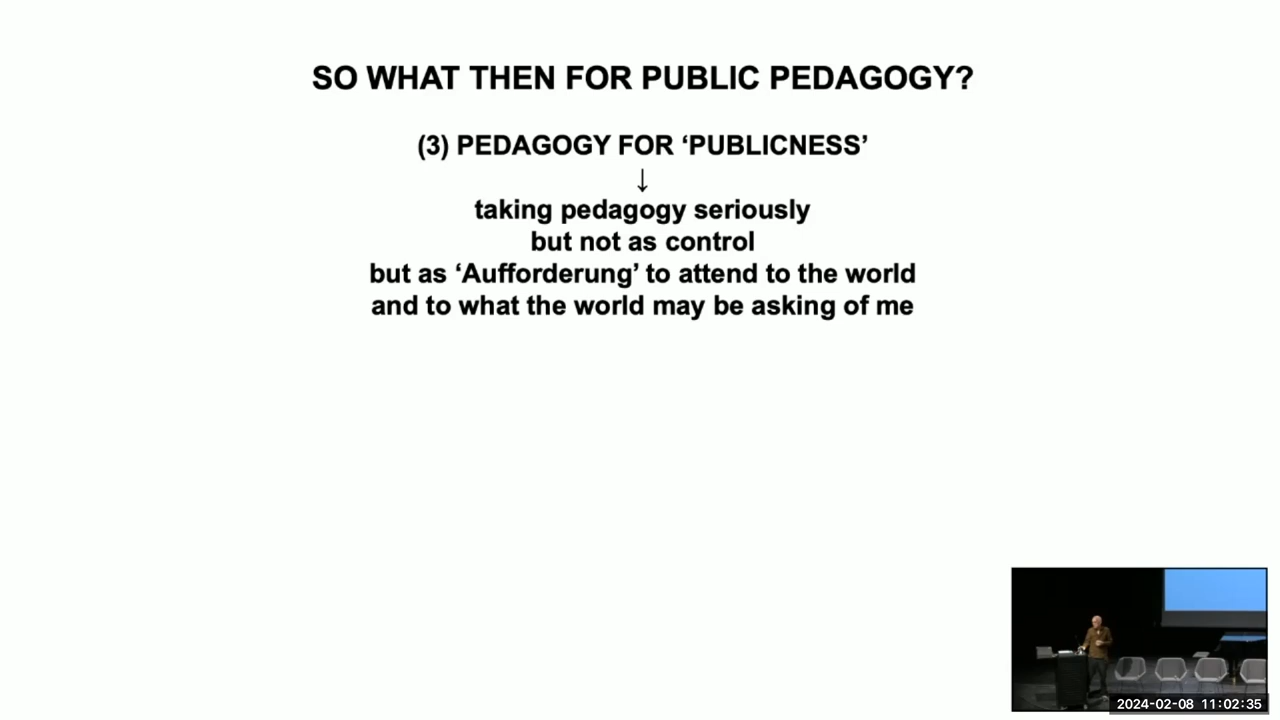 SO WHAT THEN FOR PUBLIC PEDAGOGY?
(3) PEDAGOGY FOR ‘PUBLICNESS’
↓
taking pedagogy seriously
but not as control
but as ‘Aufforderung’ to attend to the world
and to what the world may be asking of me
2024-02-08 11:02:35